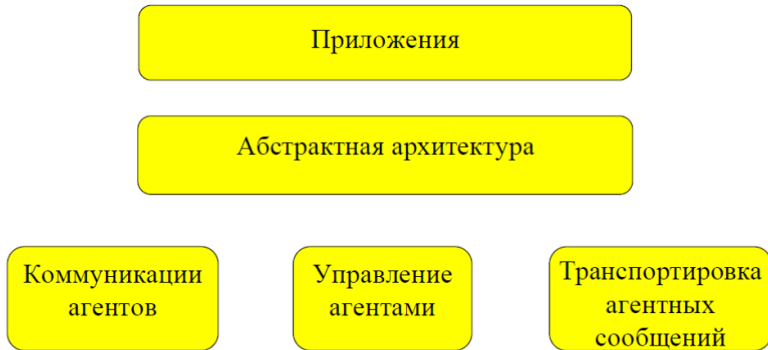 Приложения
Абстрактная архитектура
Коммуникации
агентов
Управление
агентами
Транспортировка
агентных
сообщений